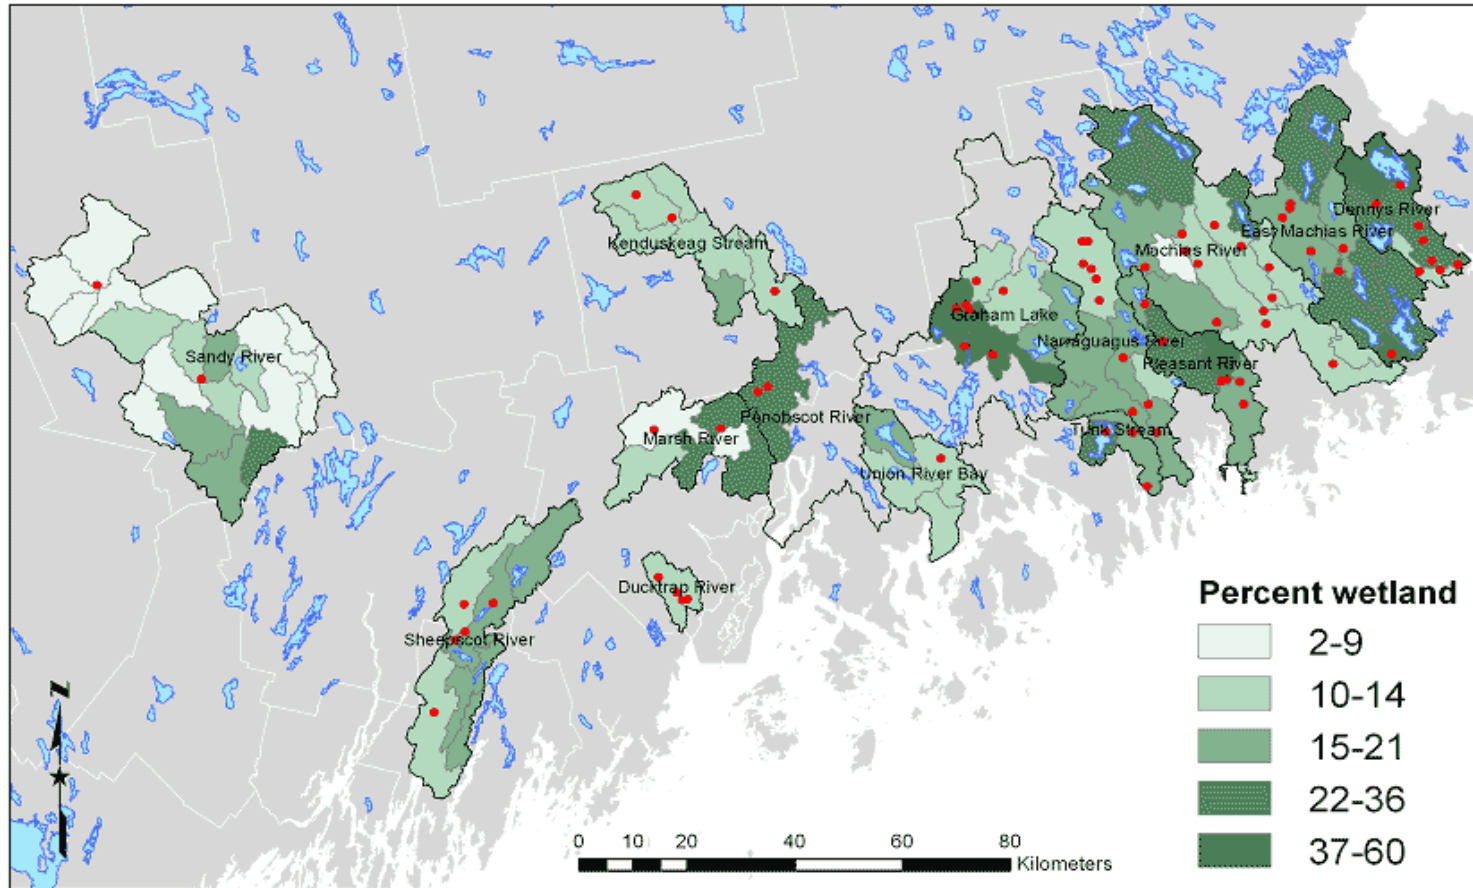 Kenduskeag Stream
Dennys River
East Machias River
Machias River
Graham Lake
Narraguagus River
Sandy River
Pleasant River
Penobscot River
Marsh River
Tunk Stream
Union River Bay
Ducktrap River
Sheepscot River
Percent wetland
2-9
10-14
15-21
22-36
37-60
N
0 10 20 40 60 80
Kilometers